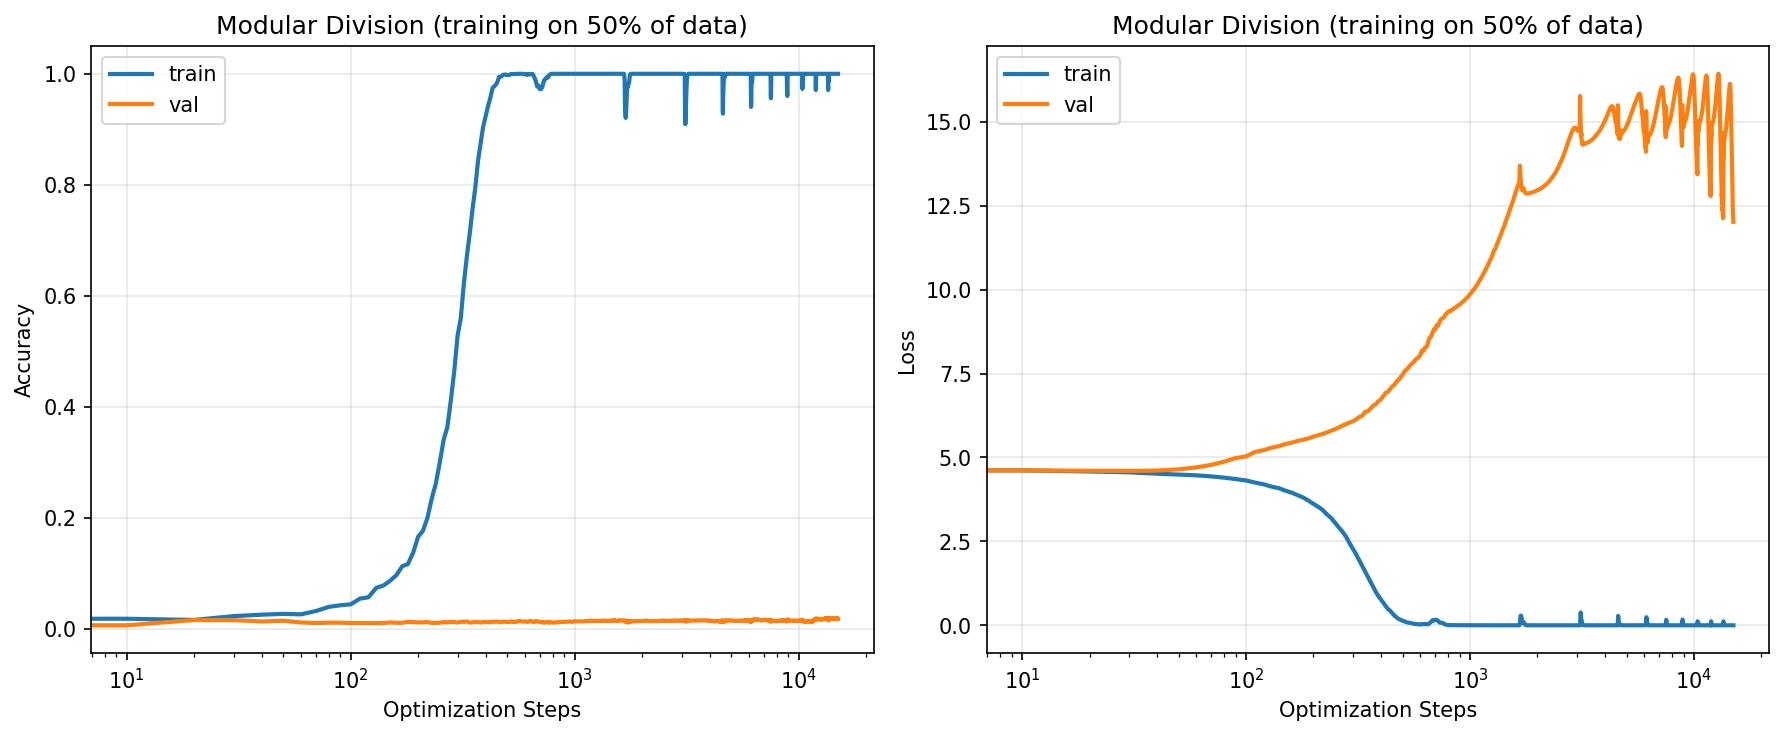 Modular Division (training on 50% of data)
train
val
1.0
0.8
0.6
0.4
0.2
0.0
Accuracy
10¹
10²
10³
10⁴
Optimization Steps
Modular Division (training on 50% of data)
train
val
15.0
12.5
10.0
7.5
5.0
2.5
0.0
Loss
10¹
10²
10³
10⁴
Optimization Steps